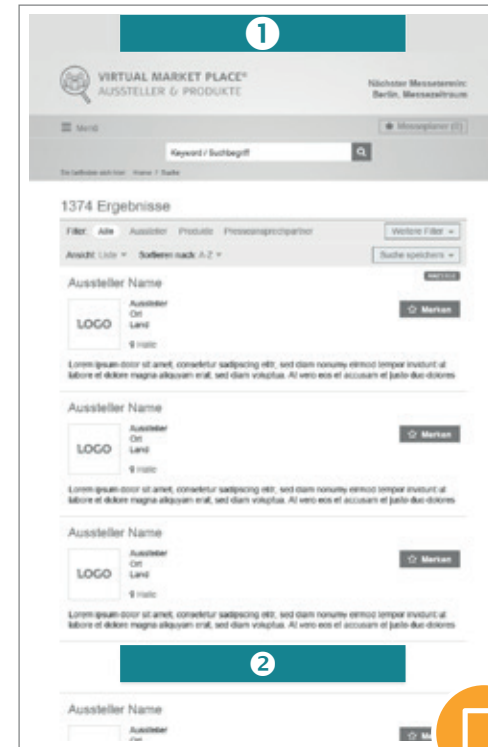 1
VIRTUAL MARKET PLACE®
AUSSTELLER & PRODUKTE
Nächster Messetermin:
Berlin, Messezeitraum
Menü
Messeplaner (0)
Keyword / Suchbegriff
Sie befinden sich hier: Home / Suche
1374 Ergebnisse
Filter: Alle Aussteller Produkte Presseansprechpartner Weitere Filter
Ansicht: Liste Sortieren nach: A-Z Suche speichern
ANZEIGE
Aussteller Name
LOGO
Aussteller
Ort
Land
Halle
Merken
Lorem ipsum dolor sit amet, consetetur sadipscing elitr, sed diam nonumy eirmod tempor invidunt ut
labore et dolore magna aliquyam erat, sed diam voluptua. At vero eos et accusam et justo duo dolores
Aussteller Name
LOGO
Aussteller
Ort
Land
Halle
Merken
Lorem ipsum dolor sit amet, consetetur sadipscing elitr, sed diam nonumy eirmod tempor invidunt ut
labore et dolore magna aliquyam erat, sed diam voluptua. At vero eos et accusam et justo duo dolores
Aussteller Name
LOGO
Aussteller
Ort
Land
Halle
Merken
Lorem ipsum dolor sit amet, consetetur sadipscing elitr, sed diam nonumy eirmod tempor invidunt ut
labore et dolore magna aliquyam erat, sed diam voluptua. At vero eos et accusam et justo duo dolores
2
Aussteller Name
Aussteller
Ort